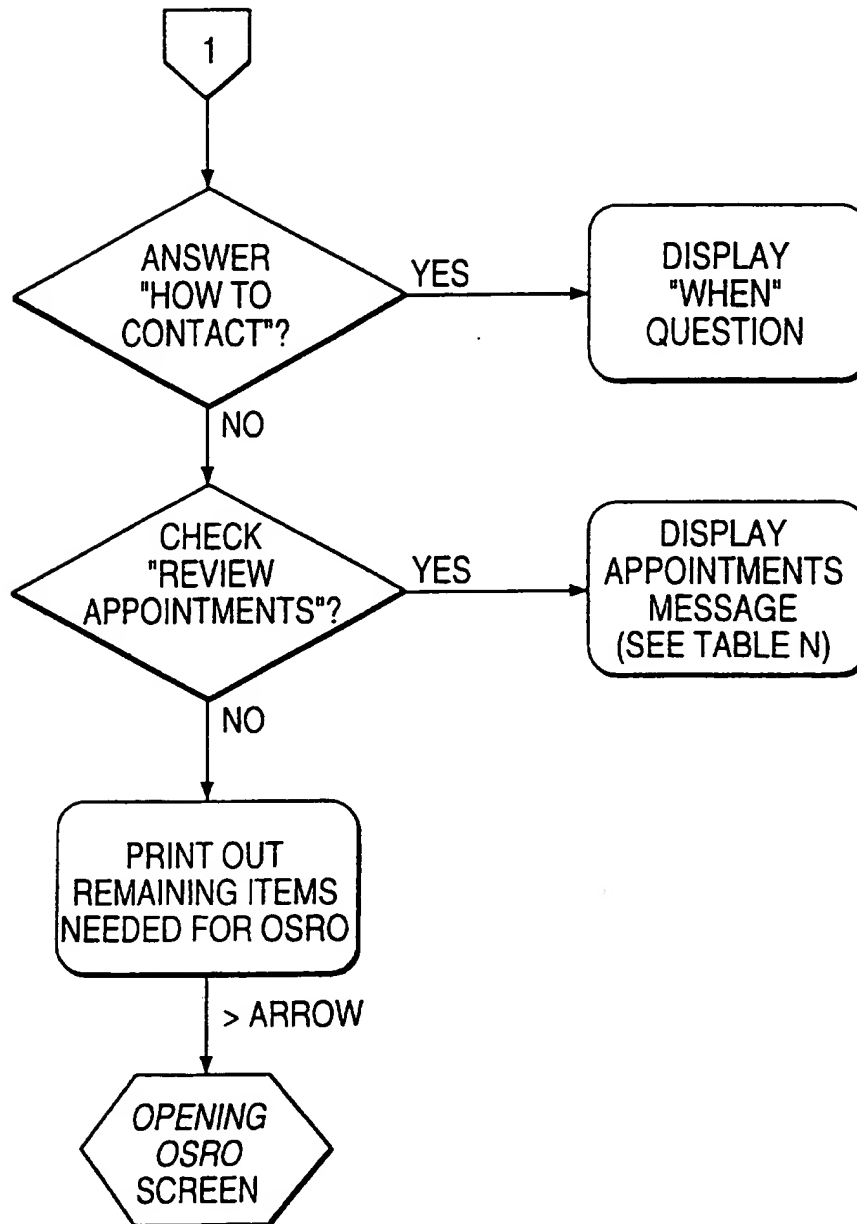 1
ANSWER
"HOW TO
CONTACT"?
YES
DISPLAY
"WHEN"
QUESTION
NO
CHECK
"REVIEW
APPOINTMENTS"?
YES
DISPLAY
APPOINTMENTS
MESSAGE
(SEE TABLE N)
NO
PRINT OUT
REMAINING ITEMS
NEEDED FOR OSRO
> ARROW
OPENING
OSRO
SCREEN